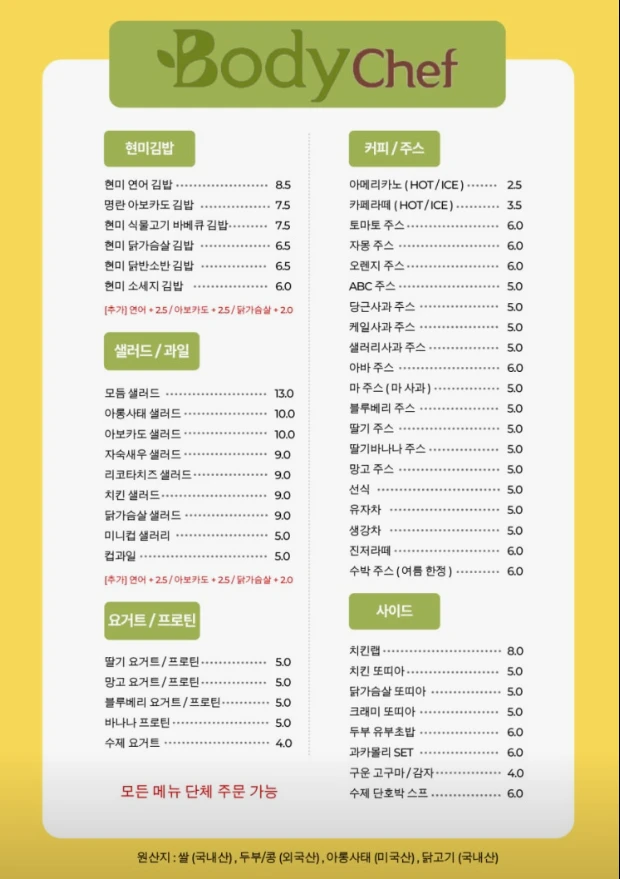 Body Chef
현미김밥
현미 연어 김밥 8.5
명란 아보카도 김밥 7.5
현미 식물고기 바베큐 김밥 7.5
현미 닭가슴살 김밥 6.5
현미 닭반소반 김밥 6.5
현미 소세지 김밥 6.0
[추가] 연어 + 2.5 / 아보카도 + 2.5 / 닭가슴살 + 2.0
샐러드 / 과일
모듬 샐러드 13.0
아롱사태 샐러드 10.0
아보카도 샐러드 10.0
자숙새우 샐러드 9.0
리코타치즈 샐러드 9.0
치킨 샐러드 9.0
닭가슴살 샐러드 9.0
미니컵 샐러리 5.0
컵과일 5.0
[추가] 연어 + 2.5 / 아보카도 + 2.5 / 닭가슴살 + 2.0
요거트 / 프로틴
딸기 요거트 / 프로틴 5.0
망고 요거트 / 프로틴 5.0
블루베리 요거트 / 프로틴 5.0
바나나 프로틴 5.0
수제 요거트 4.0
모든 메뉴 단체 주문 가능
커피 / 주스
아메리카노 ( HOT / ICE ) 2.5
카페라떼 ( HOT / ICE ) 3.5
토마토 주스 6.0
자몽 주스 6.0
오렌지 주스 6.0
ABC 주스 5.0
당근사과 주스 5.0
케일사과 주스 5.0
샐러리사과 주스 5.0
아바 주스 6.0
마 주스 ( 마 사과 ) 5.0
블루베리 주스 5.0
딸기 주스 5.0
딸기바나나 주스 5.0
망고 주스 5.0
선식 5.0
유자차 5.0
생강차 5.0
진저라떼 6.0
수박 주스 ( 여름 한정 ) 6.0
사이드
치킨랩 8.0
치킨 또띠아 5.0
닭가슴살 또띠아 5.0
크래미 또띠아 5.0
두부 유부초밥 6.0
과카몰리 SET 6.0
구운 고구마 / 감자 4.0
수제 단호박 스프 6.0
원산지 : 쌀 (국내산) , 두부/콩 (외국산) , 아롱사태 (미국산) , 닭고기 (국내산)